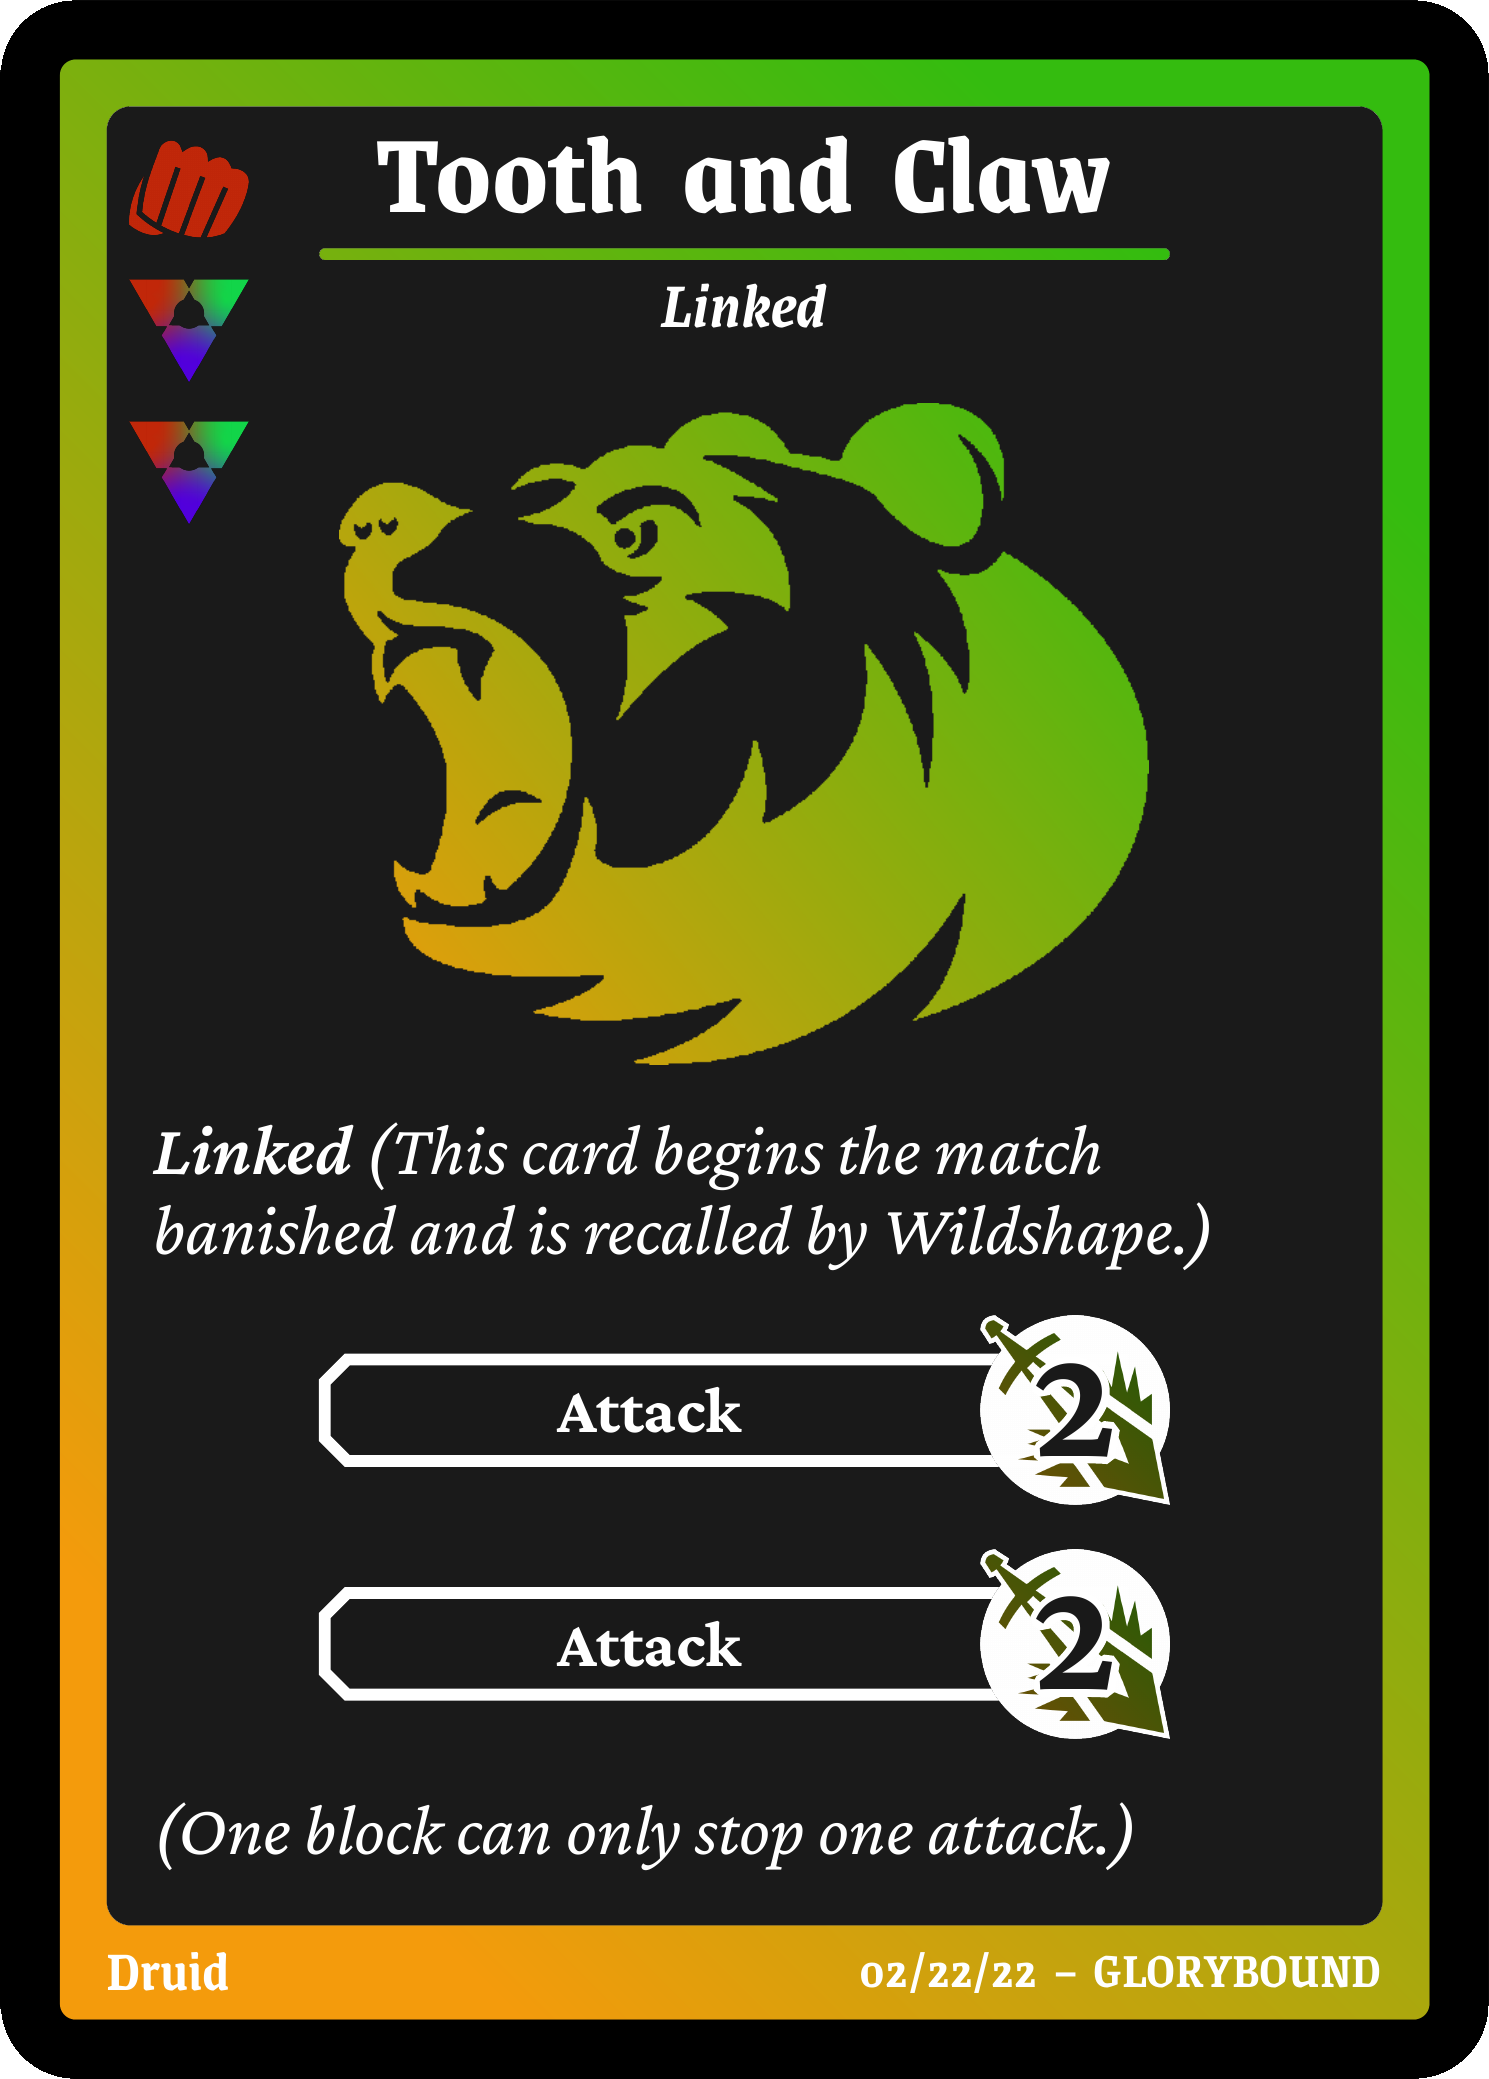 Tooth and Claw
Linked
Linked (This card begins the match
banished and is recalled by Wildshape.)
Attack 2
Attack 2
(One block can only stop one attack.)
Druid
02/22/22 – GLORYBOUND